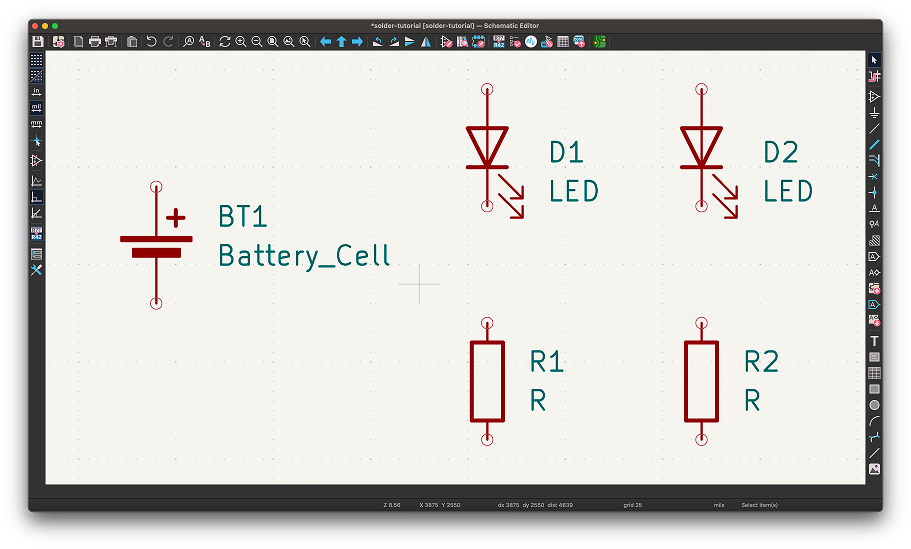 *solder-tutorial [solder-tutorial] — Schematic Editor
in
mil
mm
D1
LED
D2
LED
BT1
Battery_Cell
R1
R
R2
R
T
Z 8.56 X 3875 Y 2550 dx 3875 dy 2550 dist 4639 grid 25 mils Select item(s)